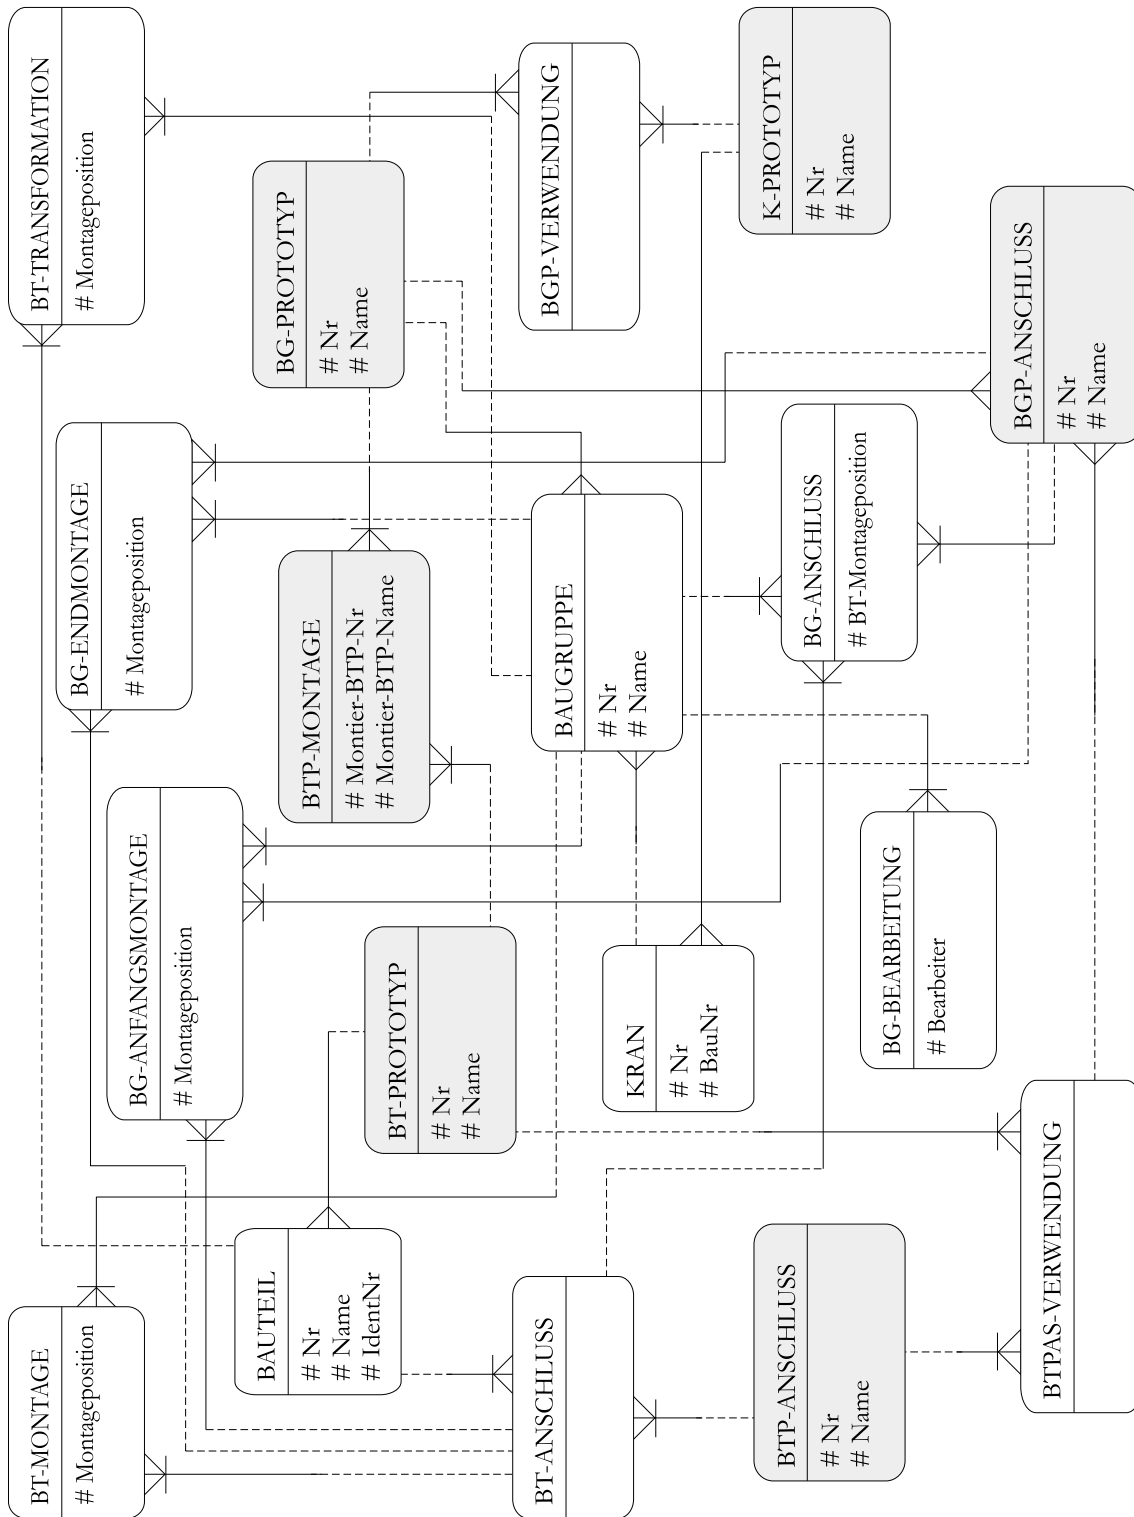 BT-TRANSFORMATION
# Montageposition
BG-ENDMONTAGE
# Montageposition
BG-ANFANGSMONTAGE
# Montageposition
BT-MONTAGE
# Montageposition
BG-PROTOTYP
# Nr
# Name
BTP-MONTAGE
# Montier-BTP-Nr
# Montier-BTP-Name
BT-PROTOTYP
# Nr
# Name
BAUTEIL
# Nr
# Name
# IdentNr
BGP-VERWENDUNG
BAUGRUPPE
# Nr
# Name
KRAN
# Nr
# BauNr
BT-ANSCHLUSS
K-PROTOTYP
# Nr
# Name
BG-ANSCHLUSS
# BT-Montageposition
BG-BEARBEITUNG
# Bearbeiter
BTP-ANSCHLUSS
# Nr
# Name
BGP-ANSCHLUSS
# Nr
# Name
BTPAS-VERWENDUNG